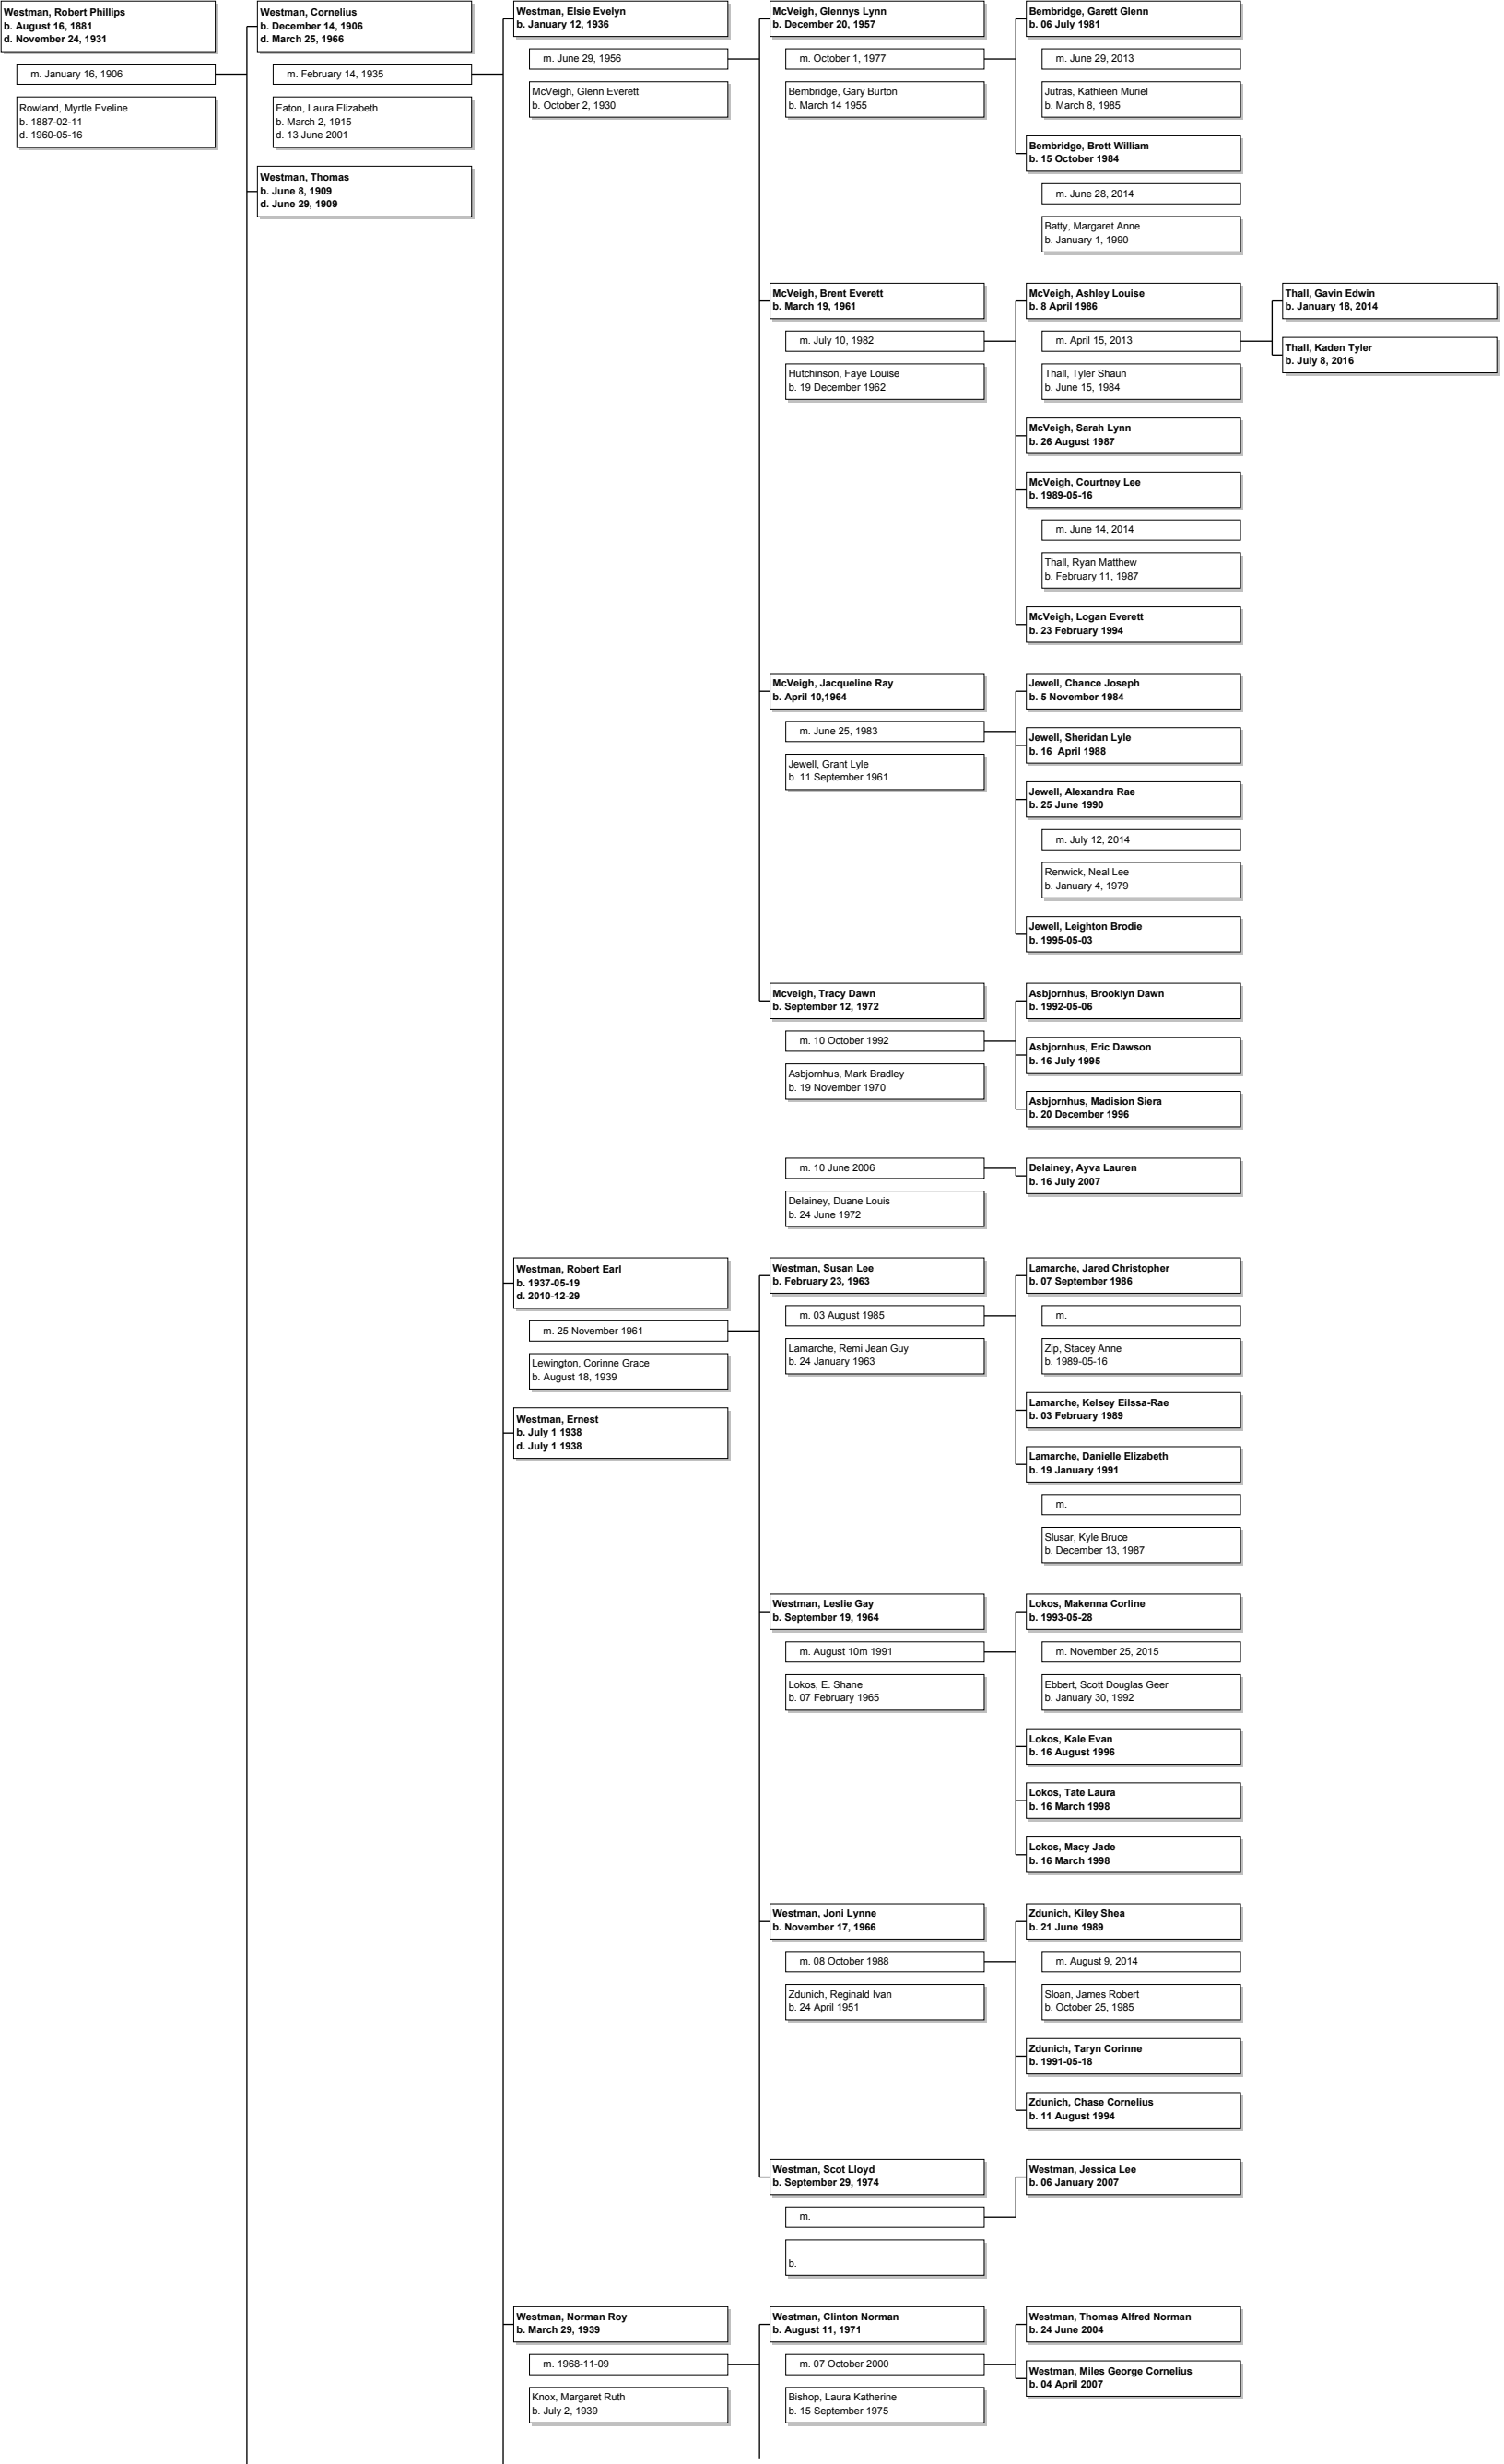 Westman, Robert Phillips
b. August 16, 1881
d. November 24, 1931
m. January 16, 1906
Rowland, Myrtle Eveline
b. 1887-02-11
d. 1960-05-16
Westman, Cornelius
b. December 14, 1906
d. March 25, 1966
m. February 14, 1935
Eaton, Laura Elizabeth
b. March 2, 1915
d. 13 June 2001
Westman, Thomas
b. June 8, 1909
d. June 29, 1909
Westman, Elsie Evelyn
b. January 12, 1936
m. June 29, 1956
McVeigh, Glenn Everett
b. October 2, 1930
McVeigh, Glennys Lynn
b. December 20, 1957
m. October 1, 1977
Bembridge, Gary Burton
b. March 14 1955
Bembridge, Garett Glenn
b. 06 July 1981
m. June 29, 2013
Jutras, Kathleen Muriel
b. March 8, 1985
Bembridge, Brett William
b. 15 October 1984
m. June 28, 2014
Batty, Margaret Anne
b. January 1, 1990
McVeigh, Brent Everett
b. March 19, 1961
m. July 10, 1982
Hutchinson, Faye Louise
b. 19 December 1962
McVeigh, Ashley Louise
b. 8 April 1986
m. April 15, 2013
Thall, Tyler Shaun
b. June 15, 1984
Thall, Gavin Edwin
b. January 18, 2014
Thall, Kaden Tyler
b. July 8, 2016
McVeigh, Sarah Lynn
b. 26 August 1987
McVeigh, Courtney Lee
b. 1989-05-16
m. June 14, 2014
Thall, Ryan Matthew
b. February 11, 1987
McVeigh, Logan Everett
b. 23 February 1994
McVeigh, Jacqueline Ray
b. April 10,1964
m. June 25, 1983
Jewell, Grant Lyle
b. 11 September 1961
Jewell, Chance Joseph
b. 5 November 1984
Jewell, Sheridan Lyle
b. 16  April 1988
Jewell, Alexandra Rae
b. 25 June 1990
m. July 12, 2014
Renwick, Neal Lee
b. January 4, 1979
Jewell, Leighton Brodie
b. 1995-05-03
Mcveigh, Tracy Dawn
b. September 12, 1972
m. 10 October 1992
Asbjornhus, Mark Bradley
b. 19 November 1970
Asbjornhus, Brooklyn Dawn
b. 1992-05-06
Asbjornhus, Eric Dawson
b. 16 July 1995
Asbjornhus, Madision Siera
b. 20 December 1996
m. 10 June 2006
Delainey, Duane Louis
b. 24 June 1972
Delainey, Ayva Lauren
b. 16 July 2007
Westman, Robert Earl
b. 1937-05-19
d. 2010-12-29
m. 25 November 1961
Lewington, Corinne Grace
b. August 18, 1939
Westman, Ernest
b. July 1 1938
d. July 1 1938
Westman, Susan Lee
b. February 23, 1963
m. 03 August 1985
Lamarche, Remi Jean Guy
b. 24 January 1963
Lamarche, Jared Christopher
b. 07 September 1986
m.
Zip, Stacey Anne
b. 1989-05-16
Lamarche, Kelsey Eilssa-Rae
b. 03 February 1989
Lamarche, Danielle Elizabeth
b. 19 January 1991
m.
Slusar, Kyle Bruce
b. December 13, 1987
Westman, Leslie Gay
b. September 19, 1964
m. August 10m 1991
Lokos, E. Shane
b. 07 February 1965
Lokos, Makenna Corline
b. 1993-05-28
m. November 25, 2015
Ebbert, Scott Douglas Geer
b. January 30, 1992
Lokos, Kale Evan
b. 16 August 1996
Lokos, Tate Laura
b. 16 March 1998
Lokos, Macy Jade
b. 16 March 1998
Westman, Joni Lynne
b. November 17, 1966
m. 08 October 1988
Zdunich, Reginald Ivan
b. 24 April 1951
Zdunich, Kiley Shea
b. 21 June 1989
m. August 9, 2014
Sloan, James Robert
b. October 25, 1985
Zdunich, Taryn Corinne
b. 1991-05-18
Zdunich, Chase Cornelius
b. 11 August 1994
Westman, Scot Lloyd
b. September 29, 1974
m.
b.
Westman, Jessica Lee
b. 06 January 2007
Westman, Norman Roy
b. March 29, 1939
m. 1968-11-09
Knox, Margaret Ruth
b. July 2, 1939
Westman, Clinton Norman
b. August 11, 1971
m. 07 October 2000
Bishop, Laura Katherine
b. 15 September 1975
Westman, Thomas Alfred Norman
b. 24 June 2004
Westman, Miles George Cornelius
b. 04 April 2007